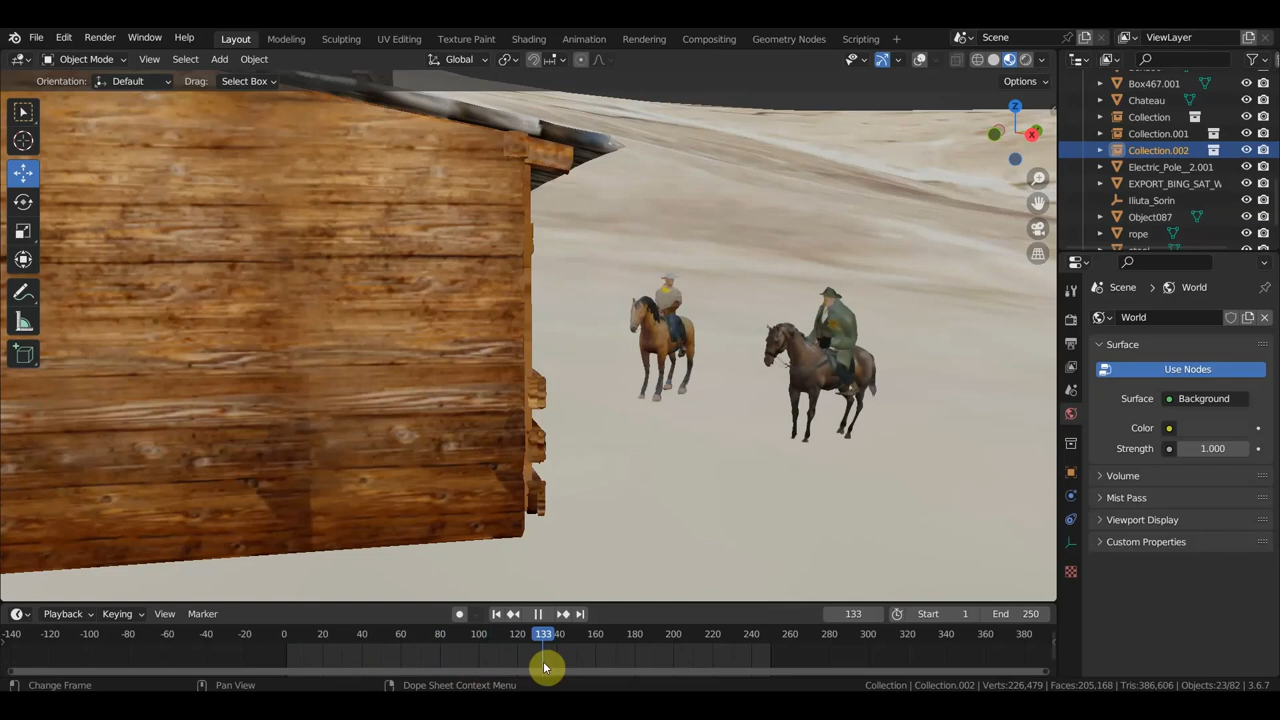 File Edit Render Window Help
Layout Modeling Sculpting UV Editing Texture Paint Shading Animation Rendering Compositing Geometry Nodes Scripting +
Scene
ViewLayer
Object Mode View Select Add Object
Global
Orientation: Default Drag: Select Box
Options
Z
X
Box467.001
Chateau
Collection
Collection.001
Collection.002
Electric_Pole__2.001
EXPORT_BING_SAT_W
Iliuta_Sorin
Object087
rope
Scene > World
World
Surface
Use Nodes
Surface: Background
Color
Strength 1.000
Volume
Mist Pass
Viewport Display
Custom Properties
Playback Keying View Marker
133 Start 1 End 250
-140 -120 -100 -80 -60 -40 -20 0 20 40 60 80 100 120 133 140 160 180 200 220 240 260 280 300 320 340 360 380
Change Frame Pan View Dope Sheet Context Menu Collection | Collection.002 | Verts:226,479 | Faces:205,168 | Tris:386,606 | Objects:23/82 | 3.6.7